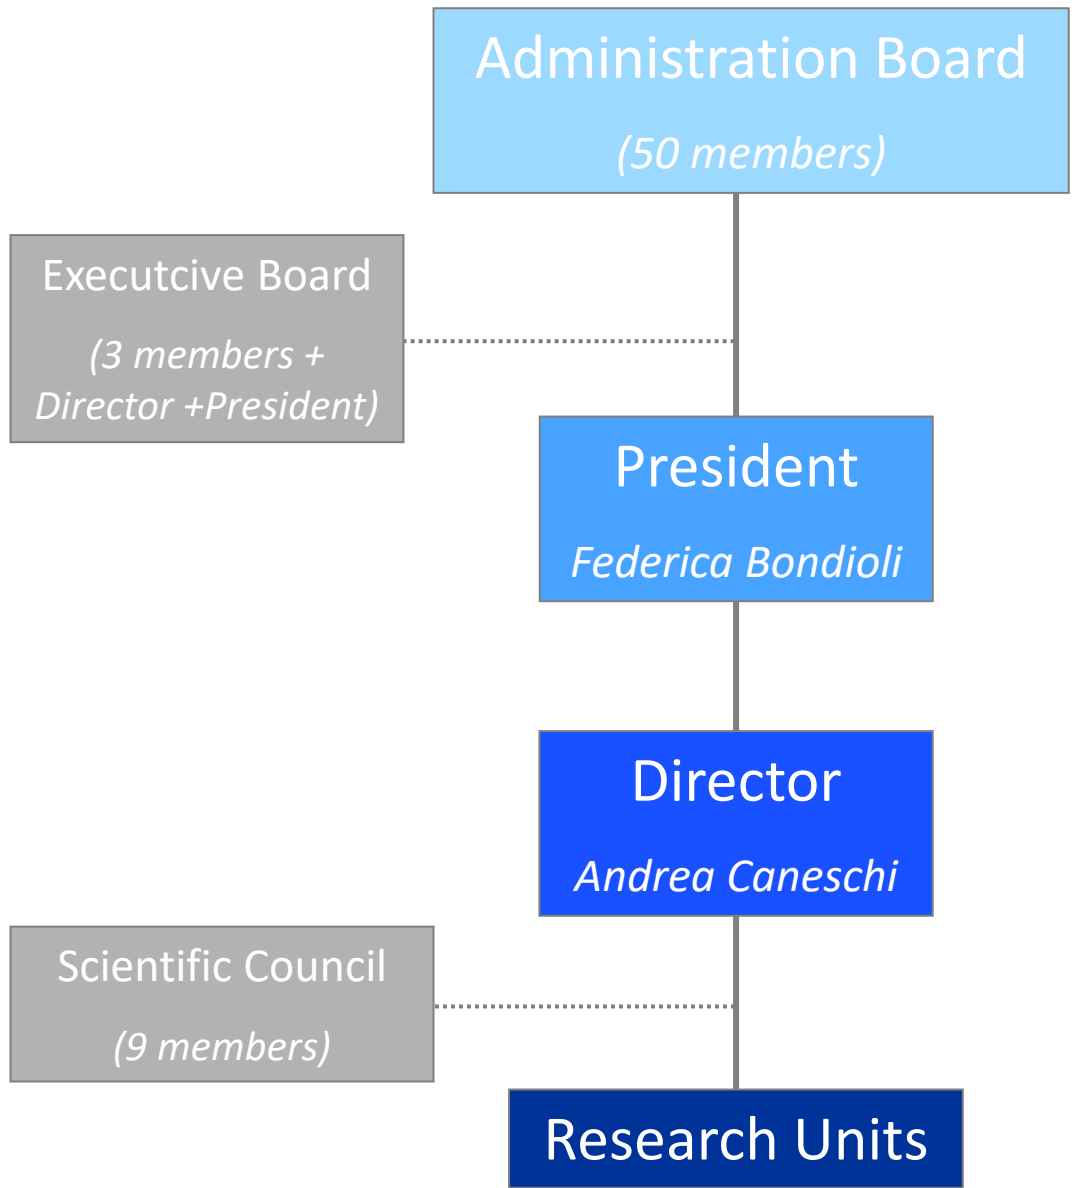 Administration Board
(50 members)
Executcive Board
(3 members +
Director +President)
President
Federica Bondioli
Director
Andrea Caneschi
Scientific Council
(9 members)
Research Units